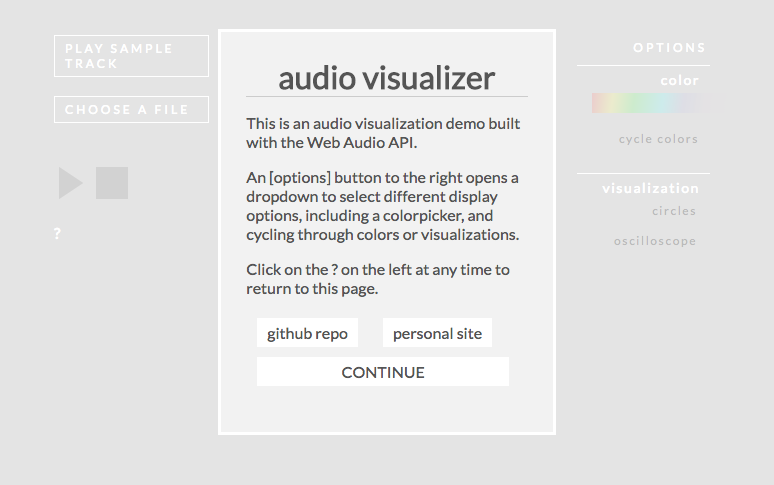 PLAY SAMPLE
TRACK
CHOOSE A FILE
?
audio visualizer
This is an audio visualization demo built
with the Web Audio API.
An [options] button to the right opens a
dropdown to select different display
options, including a colorpicker, and
cycling through colors or visualizations.
Click on the ? on the left at any time to
return to this page.
github repo
personal site
CONTINUE
OPTIONS
color
cycle colors
visualization
circles
oscilloscope